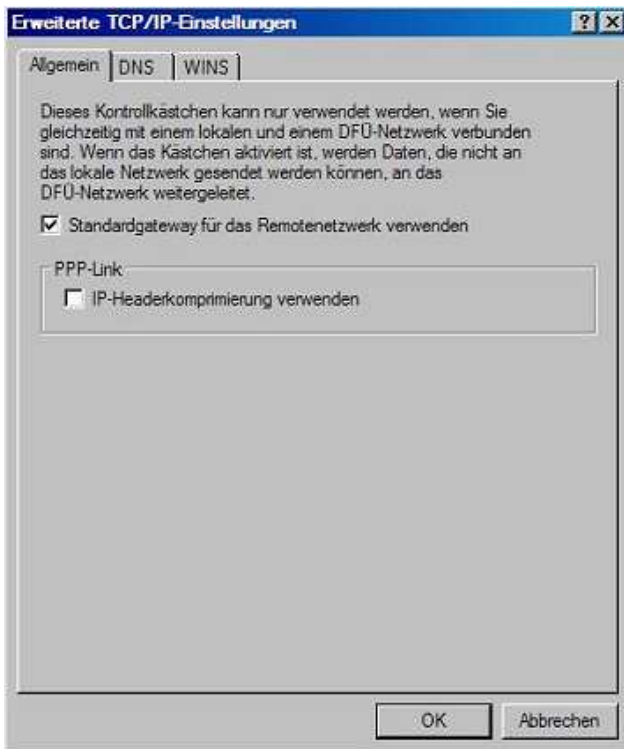 Erweiterte TCP/IP-Einstellungen
Allgemein DNS WINS
Dieses Kontrollkästchen kann nur verwendet werden, wenn Sie
gleichzeitig mit einem lokalen und einem DFÜ-Netzwerk verbunden
sind. Wenn das Kästchen aktiviert ist, werden Daten, die nicht an
das lokale Netzwerk gesendet werden können, an das
DFÜ-Netzwerk weitergeleitet.
Standardgateway für das Remotenetzwerk verwenden
PPP-Link
IP-Headerkomprimierung verwenden
OK Abbrechen